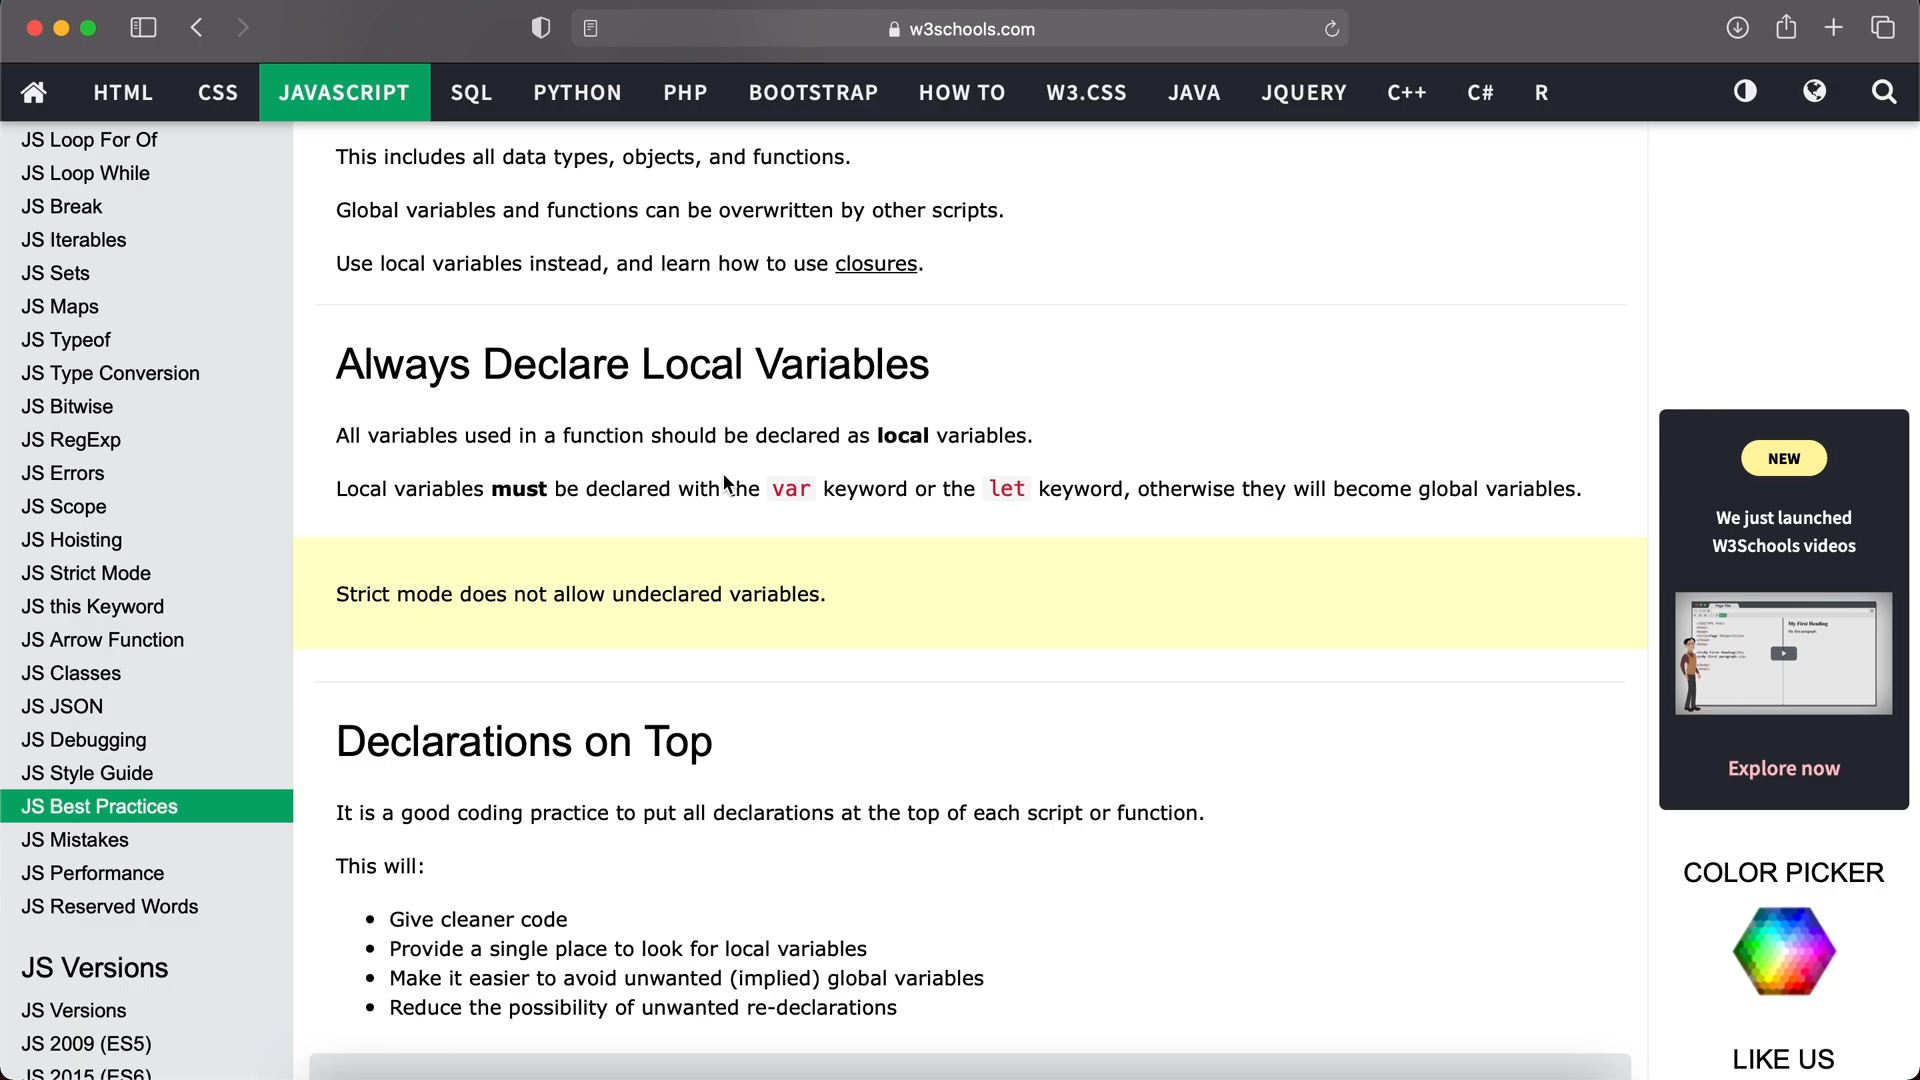 w3schools.com
HTML CSS JAVASCRIPT SQL PYTHON PHP BOOTSTRAP HOW TO W3.CSS JAVA JQUERY C++ C# R
JS Loop For Of
JS Loop While
JS Break
JS Iterables
JS Sets
JS Maps
JS Typeof
JS Type Conversion
JS Bitwise
JS RegExp
JS Errors
JS Scope
JS Hoisting
JS Strict Mode
JS this Keyword
JS Arrow Function
JS Classes
JS JSON
JS Debugging
JS Style Guide
JS Best Practices
JS Mistakes
JS Performance
JS Reserved Words
JS Versions
JS Versions
JS 2009 (ES5)
JS 2015 (ES6)
This includes all data types, objects, and functions.
Global variables and functions can be overwritten by other scripts.
Use local variables instead, and learn how to use closures.
Always Declare Local Variables
All variables used in a function should be declared as local variables.
Local variables must be declared with the var keyword or the let keyword, otherwise they will become global variables.
Strict mode does not allow undeclared variables.
Declarations on Top
It is a good coding practice to put all declarations at the top of each script or function.
This will:
• Give cleaner code
• Provide a single place to look for local variables
• Make it easier to avoid unwanted (implied) global variables
• Reduce the possibility of unwanted re-declarations
NEW
We just launched
W3Schools videos
My First Heading
Explore now
COLOR PICKER
LIKE US